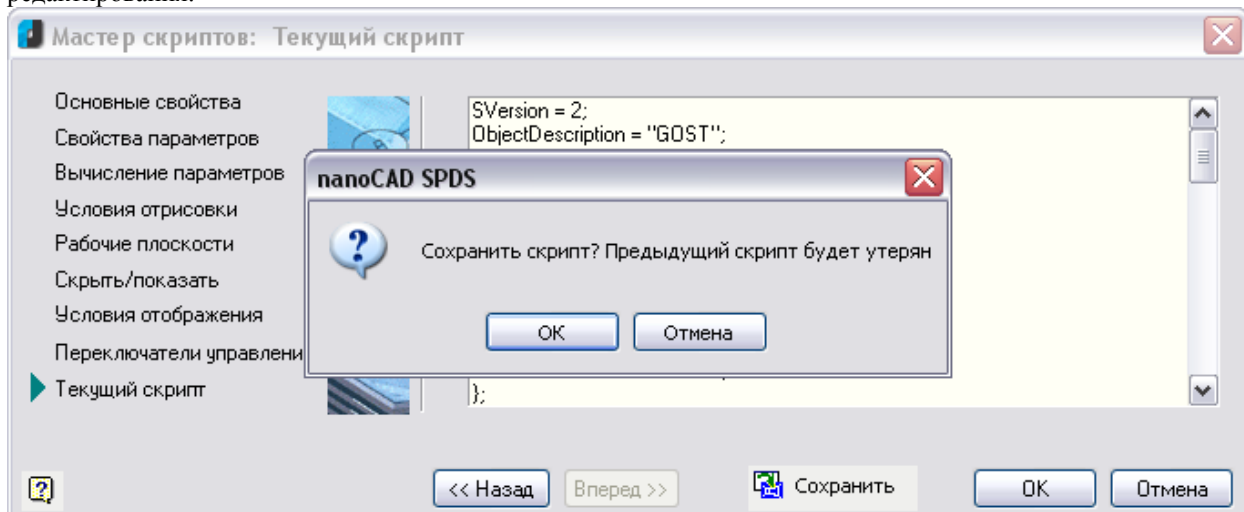 Мастер скриптов: Текущий скрипт
Основные свойства
Свойства параметров
Вычисление параметров
Условия отрисовки
Рабочие плоскости
Скрыть/показать
Условия отображения
Переключатели управлени
Текущий скрипт
SVersion = 2;
ObjectDescription = "GOST";
nanoCAD SPDS
Сохранить скрипт? Предыдущий скрипт будет утерян
ОК
Отмена
};
<< Назад
Вперед >>
Сохранить
ОК
Отмена